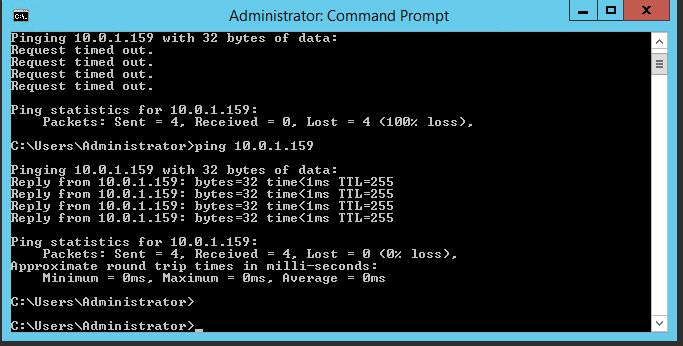 Administrator: Command Prompt
Pinging 10.0.1.159 with 32 bytes of data:
Request timed out.
Request timed out.
Request timed out.
Request timed out.
Ping statistics for 10.0.1.159:
Packets: Sent = 4, Received = 0, Lost = 4 (100% loss),
C:\Users\Administrator>ping 10.0.1.159
Pinging 10.0.1.159 with 32 bytes of data:
Reply from 10.0.1.159: bytes=32 time<1ms TTL=255
Reply from 10.0.1.159: bytes=32 time<1ms TTL=255
Reply from 10.0.1.159: bytes=32 time<1ms TTL=255
Reply from 10.0.1.159: bytes=32 time<1ms TTL=255
Ping statistics for 10.0.1.159:
Packets: Sent = 4, Received = 4, Lost = 0 (0% loss),
Approximate round trip times in milli-seconds:
Minimum = 0ms, Maximum = 0ms, Average = 0ms
C:\Users\Administrator>
C:\Users\Administrator>_